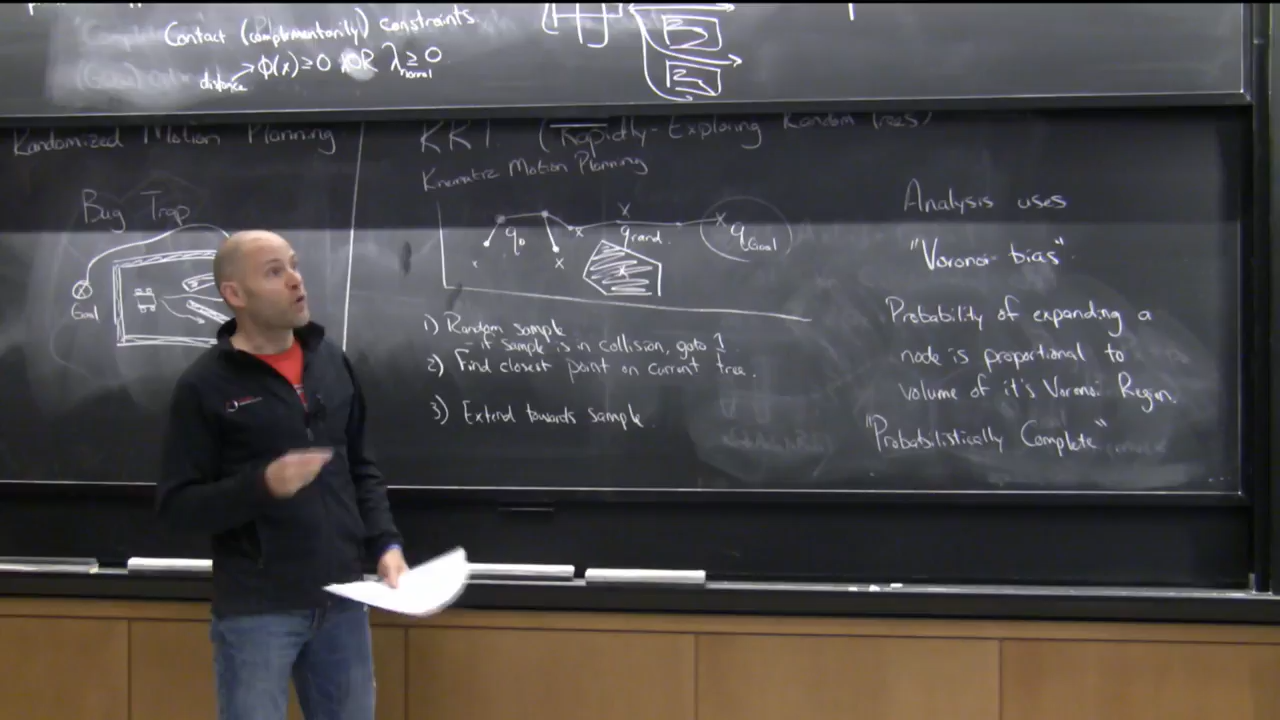 Contact (complementarity) constraints.
distance → φ(x) ≥ 0 XOR λ normal ≥ 0
Randomized Motion Planning
Bug Trap
Goal
RRT (Rapidly-Exploring Random Trees)
Kinematic Motion Planning
q0
qrand
qGoal
1) Random sample
- if sample is in collision, goto 1
2) Find closest point on current tree.
3) Extend towards sample.
Analysis uses
"Voronoi bias"
Probability of expanding a
node is proportional to
volume of it's Voronoi Region.
"Probabilistically Complete"